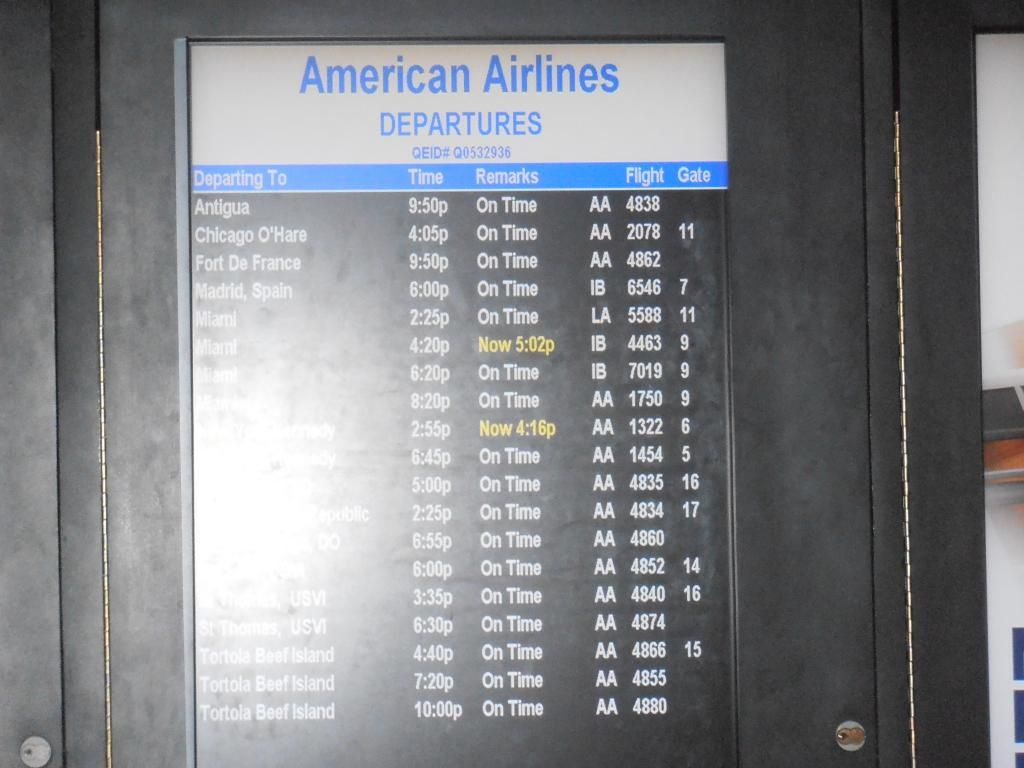 American Airlines
DEPARTURES
QEID# Q0532936
Departing To Time Remarks Flight Gate
Antigua 9:50p On Time AA 4838
Chicago O'Hare 4:05p On Time AA 2078 11
Fort De France 9:50p On Time AA 4862
Madrid, Spain 6:00p On Time IB 6546 7
Miami 2:25p On Time LA 5588 11
Miami 4:20p Now 5:02p IB 4463 9
Miami 6:20p On Time IB 7019 9
Miami 8:20p On Time AA 1750 9
Kennedy 2:55p Now 4:16p AA 1322 6
6:45p On Time AA 1454 5
5:00p On Time AA 4835 16
Republic 2:25p On Time AA 4834 17
DO 6:55p On Time AA 4860
6:00p On Time AA 4852 14
St Thomas, USVI 3:35p On Time AA 4840 16
St Thomas, USVI 6:30p On Time AA 4874
Tortola Beef Island 4:40p On Time AA 4866 15
Tortola Beef Island 7:20p On Time AA 4855
Tortola Beef Island 10:00p On Time AA 4880